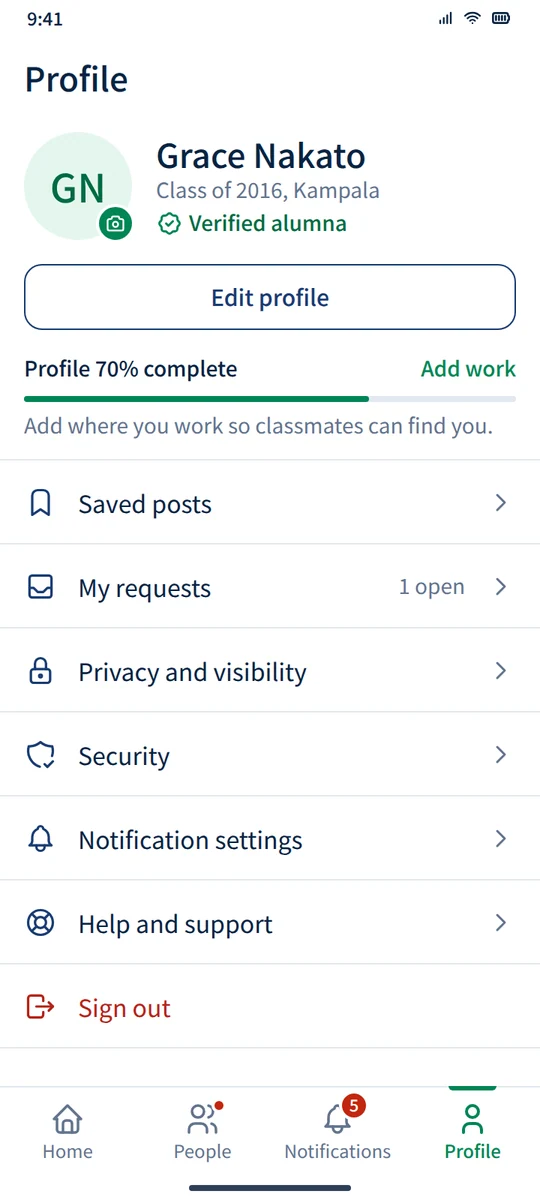 9:41
Profile
GN
Grace Nakato
Class of 2016, Kampala
Verified alumna
Edit profile
Profile 70% complete
Add work
Add where you work so classmates can find you.
Saved posts
My requests
1 open
Privacy and visibility
Security
Notification settings
Help and support
Sign out
5
Home
People
Notifications
Profile